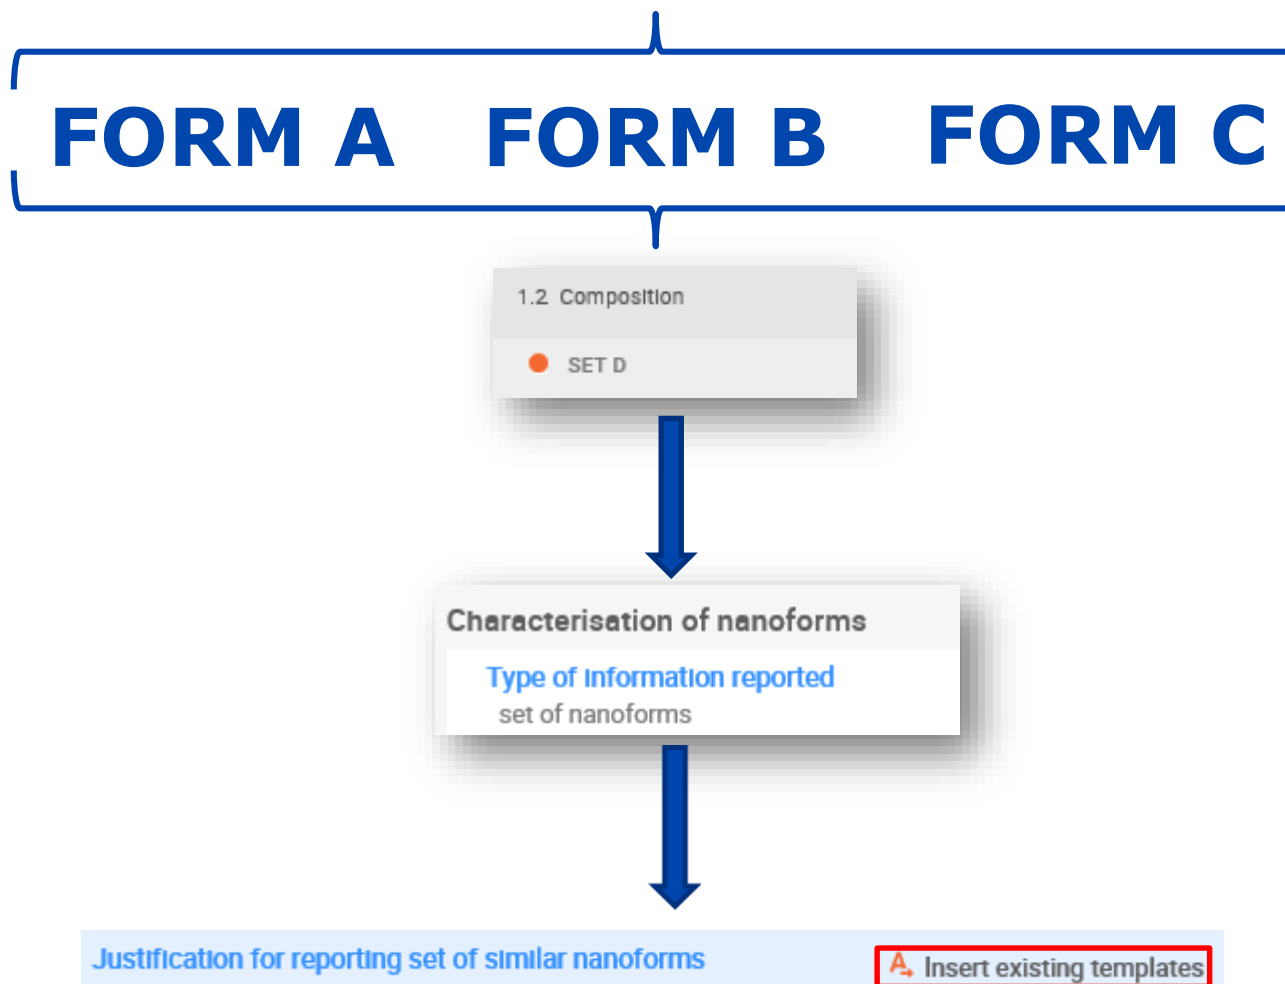 FORM A FORM B FORM C
1.2 Composition
SET D
Characterisation of nanoforms
Type of information reported
set of nanoforms
Justification for reporting set of similar nanoforms
Insert existing templates